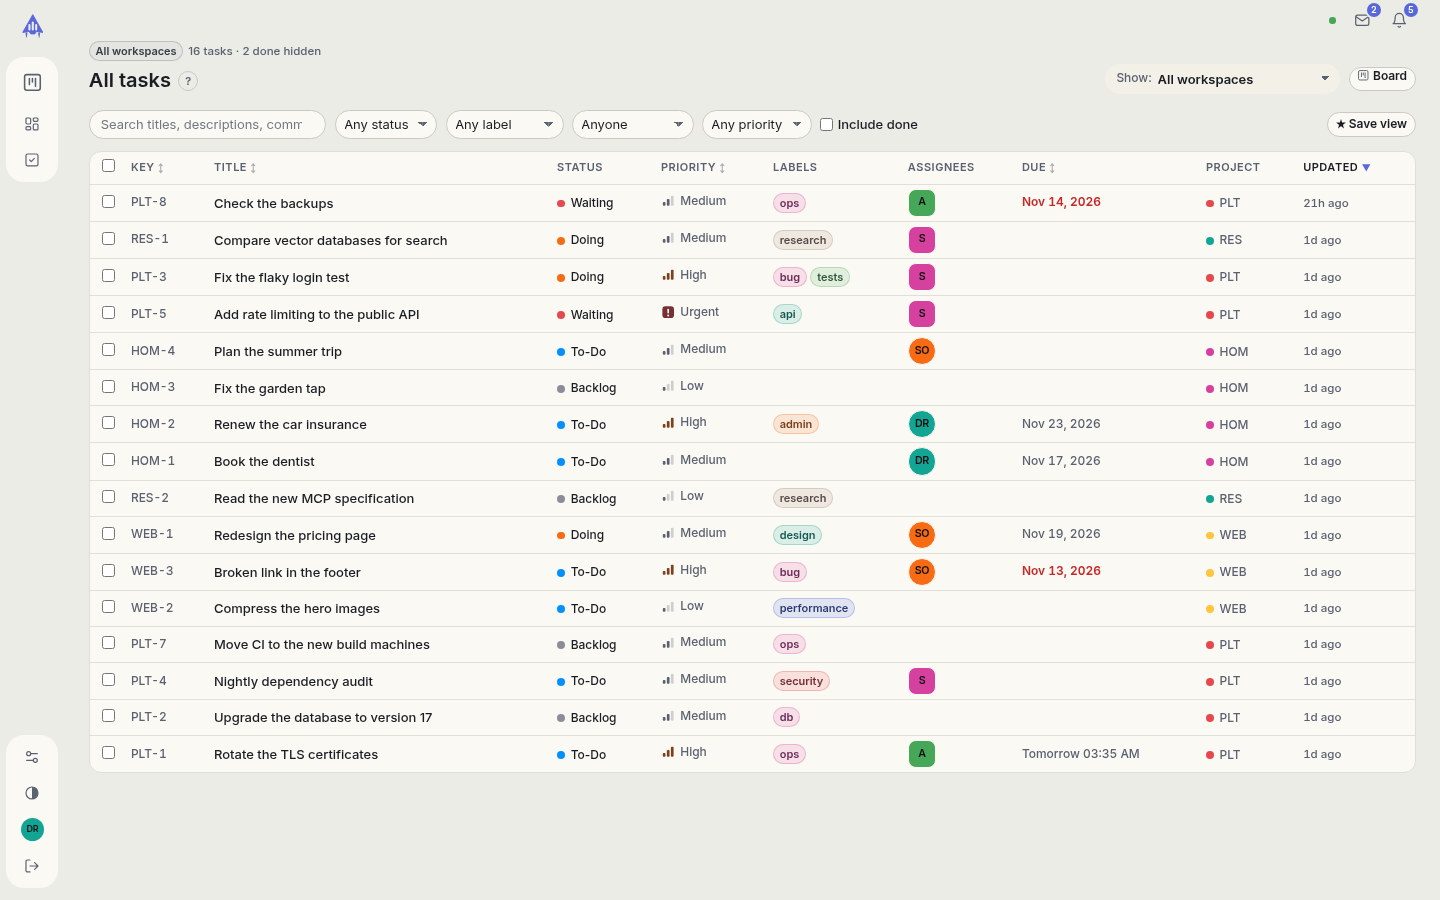 2 5
All workspaces 16 tasks · 2 done hidden
All tasks ? Show: All workspaces Board
Search titles, descriptions, comm Any status Any label Anyone Any priority Include done ★ Save view
KEY ↕ TITLE ↕ STATUS PRIORITY ↕ LABELS ASSIGNEES DUE ↕ PROJECT UPDATED ▼
PLT-8 Check the backups Waiting Medium ops A Nov 14, 2026 PLT 21h ago
RES-1 Compare vector databases for search Doing Medium research S RES 1d ago
PLT-3 Fix the flaky login test Doing High bug tests S PLT 1d ago
PLT-5 Add rate limiting to the public API Waiting Urgent api S PLT 1d ago
HOM-4 Plan the summer trip To-Do Medium SO HOM 1d ago
HOM-3 Fix the garden tap Backlog Low HOM 1d ago
HOM-2 Renew the car insurance To-Do High admin DR Nov 23, 2026 HOM 1d ago
HOM-1 Book the dentist To-Do Medium DR Nov 17, 2026 HOM 1d ago
RES-2 Read the new MCP specification Backlog Low research RES 1d ago
WEB-1 Redesign the pricing page Doing Medium design SO Nov 19, 2026 WEB 1d ago
WEB-3 Broken link in the footer To-Do High bug SO Nov 13, 2026 WEB 1d ago
WEB-2 Compress the hero images To-Do Low performance WEB 1d ago
PLT-7 Move CI to the new build machines Backlog Medium ops PLT 1d ago
PLT-4 Nightly dependency audit To-Do Medium security S PLT 1d ago
PLT-2 Upgrade the database to version 17 Backlog Medium db PLT 1d ago
PLT-1 Rotate the TLS certificates To-Do High ops A Tomorrow 03:35 AM PLT 1d ago
DR